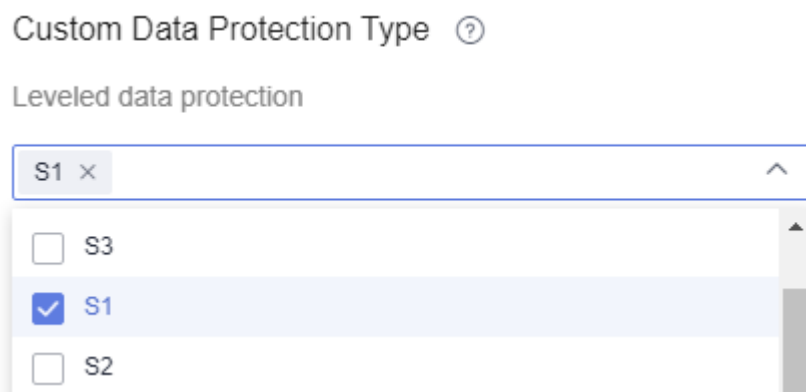 Custom Data Protection Type ?
Leveled data protection
S1 ×
S3
S1
S2